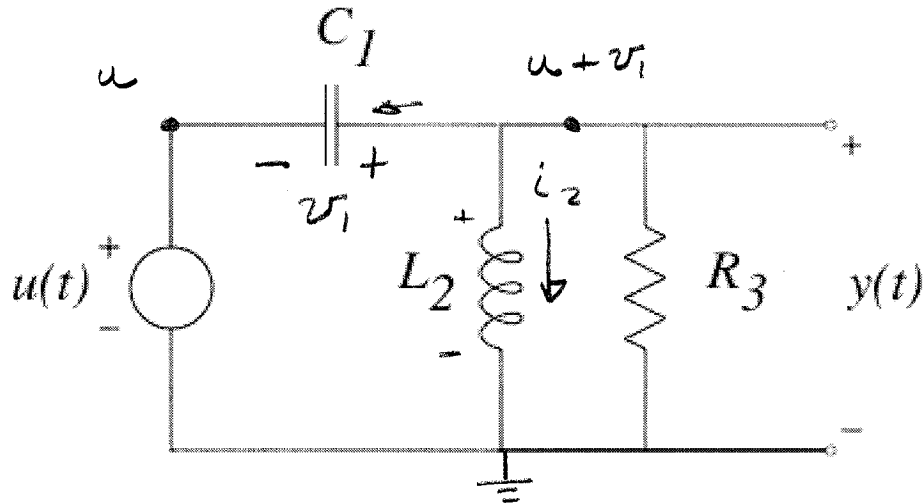 C₁
u
u + v₁
- +
v₁
i₂
+
-
L₂
R₃
+
u(t)
-
+
y(t)
-